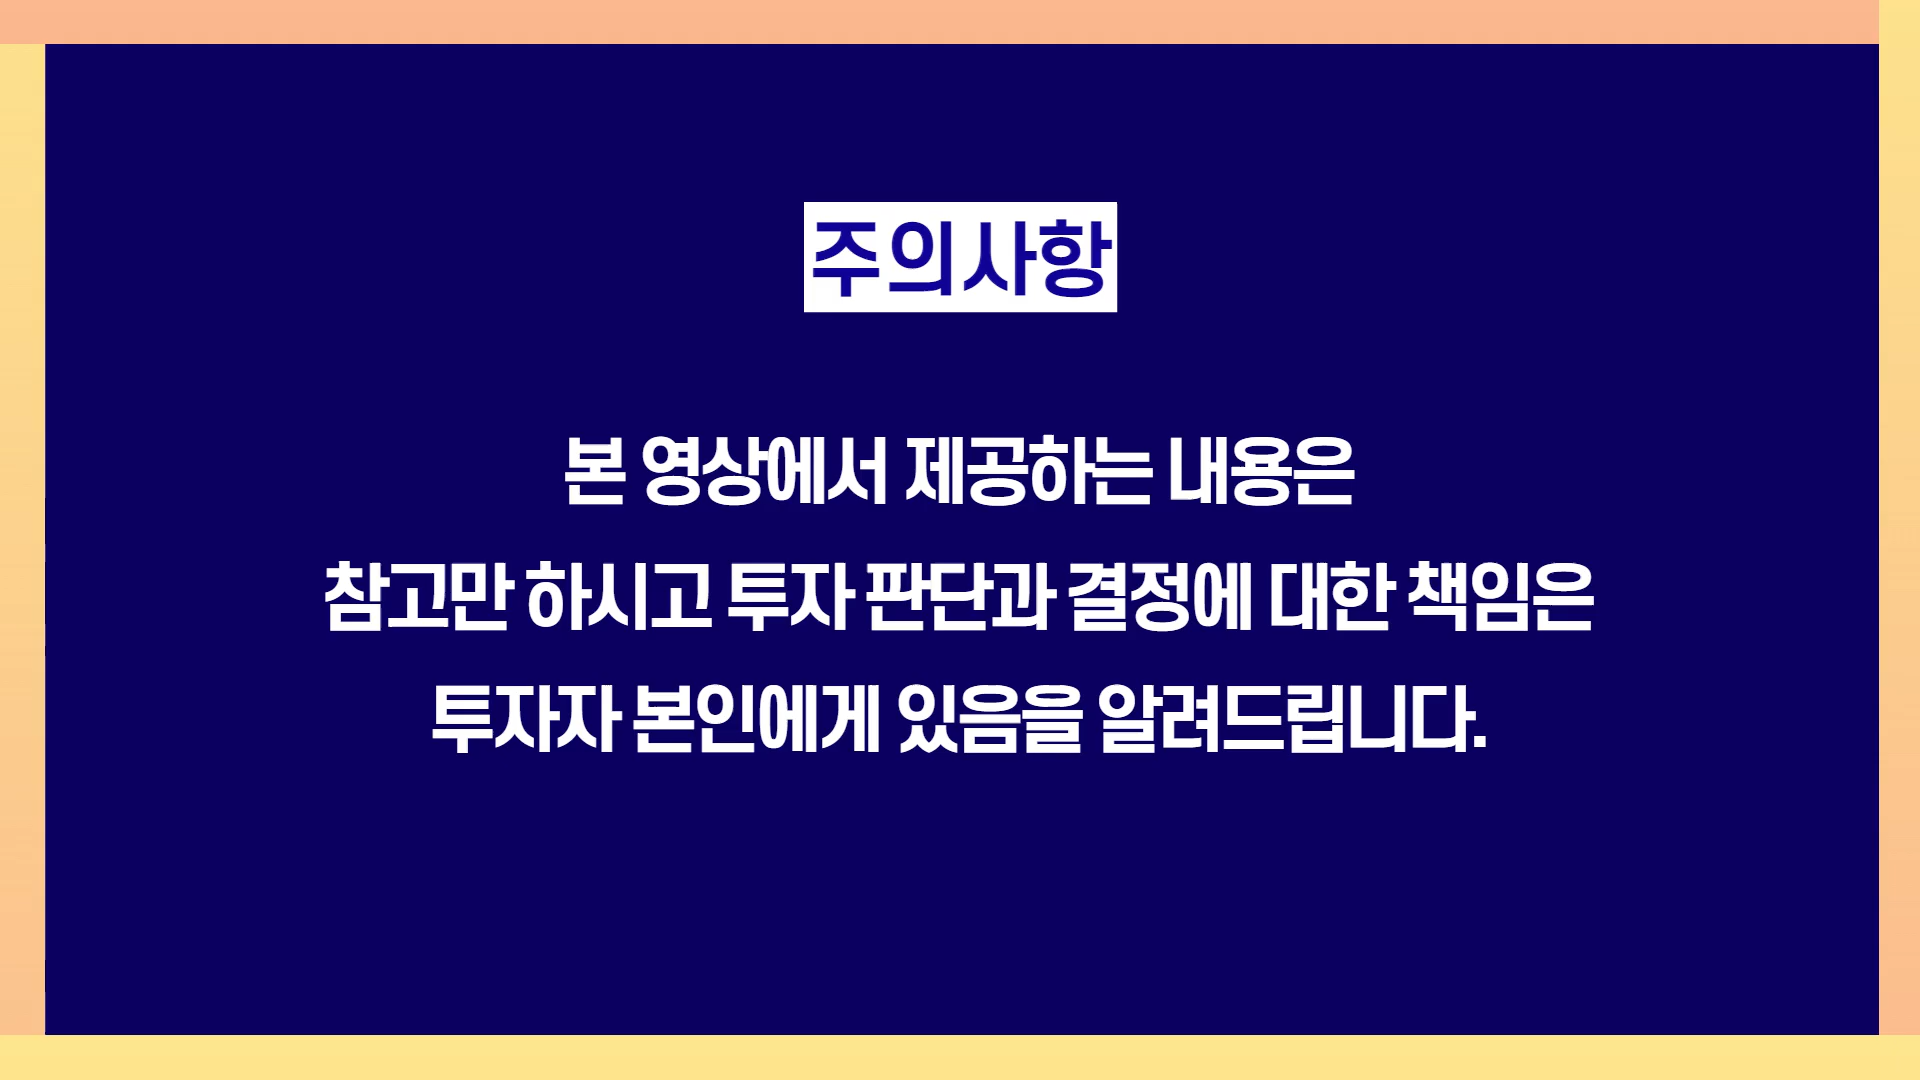 주의사항
본 영상에서 제공하는 내용은
참고만 하시고 투자 판단과 결정에 대한 책임은
투자자 본인에게 있음을 알려드립니다.